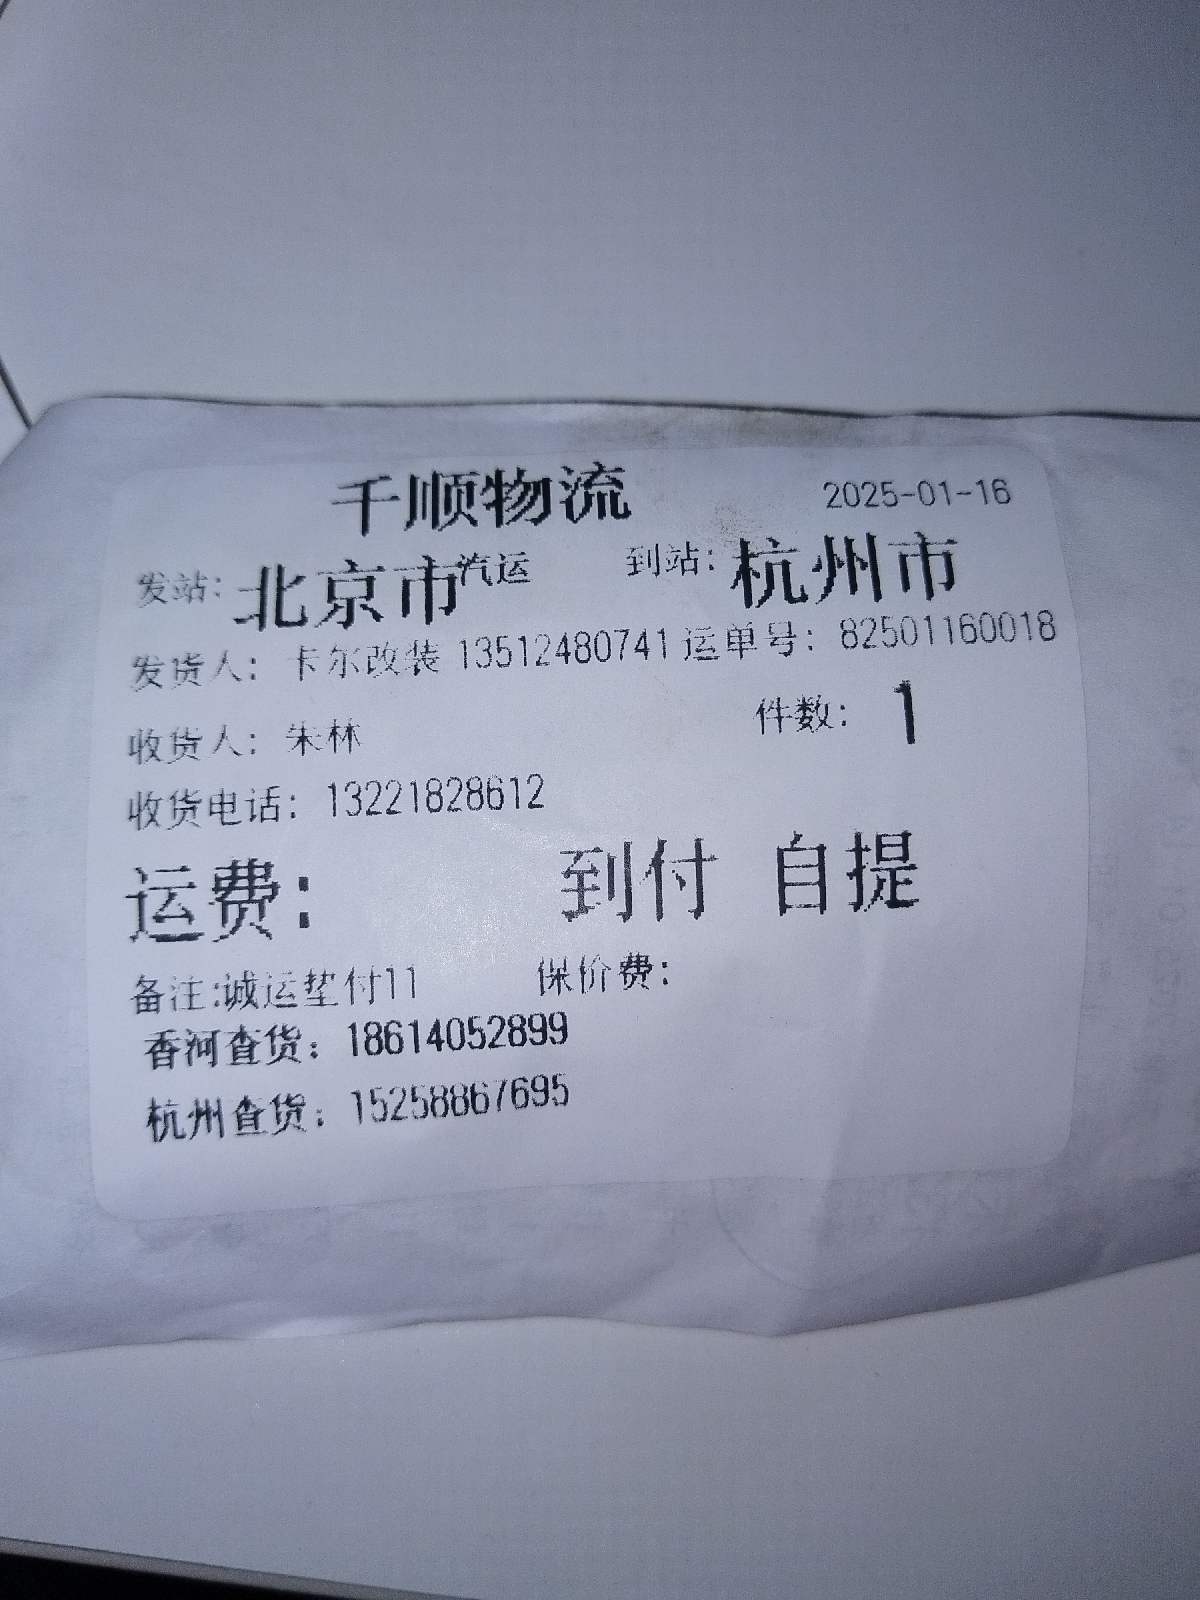 千顺物流 2025-01-16
发站: 北京市 汽运 到站: 杭州市
发货人: 卡尔改装 13512480741 运单号: 82501160018
收货人: 朱林 件数: 1
收货电话: 13221828612
运费: 到付 自提
备注:诚运垫付11 保价费:
香河查货: 18614052899
杭州查货: 15258867695